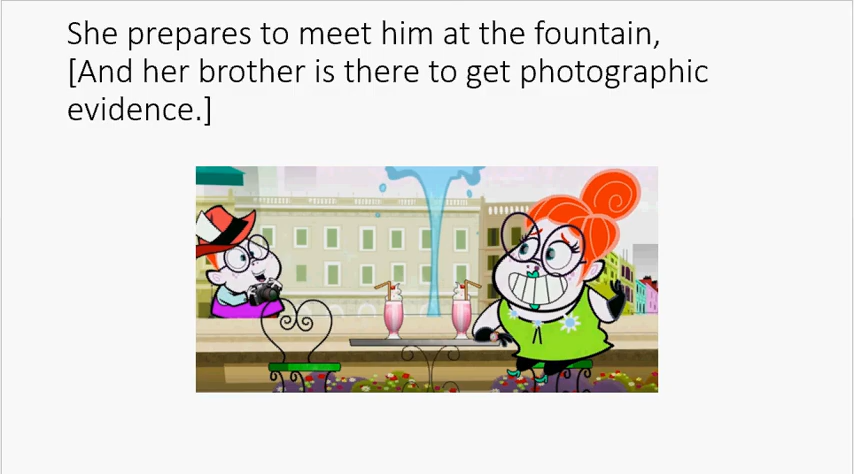 She prepares to meet him at the fountain,
[And her brother is there to get photographic
evidence.]